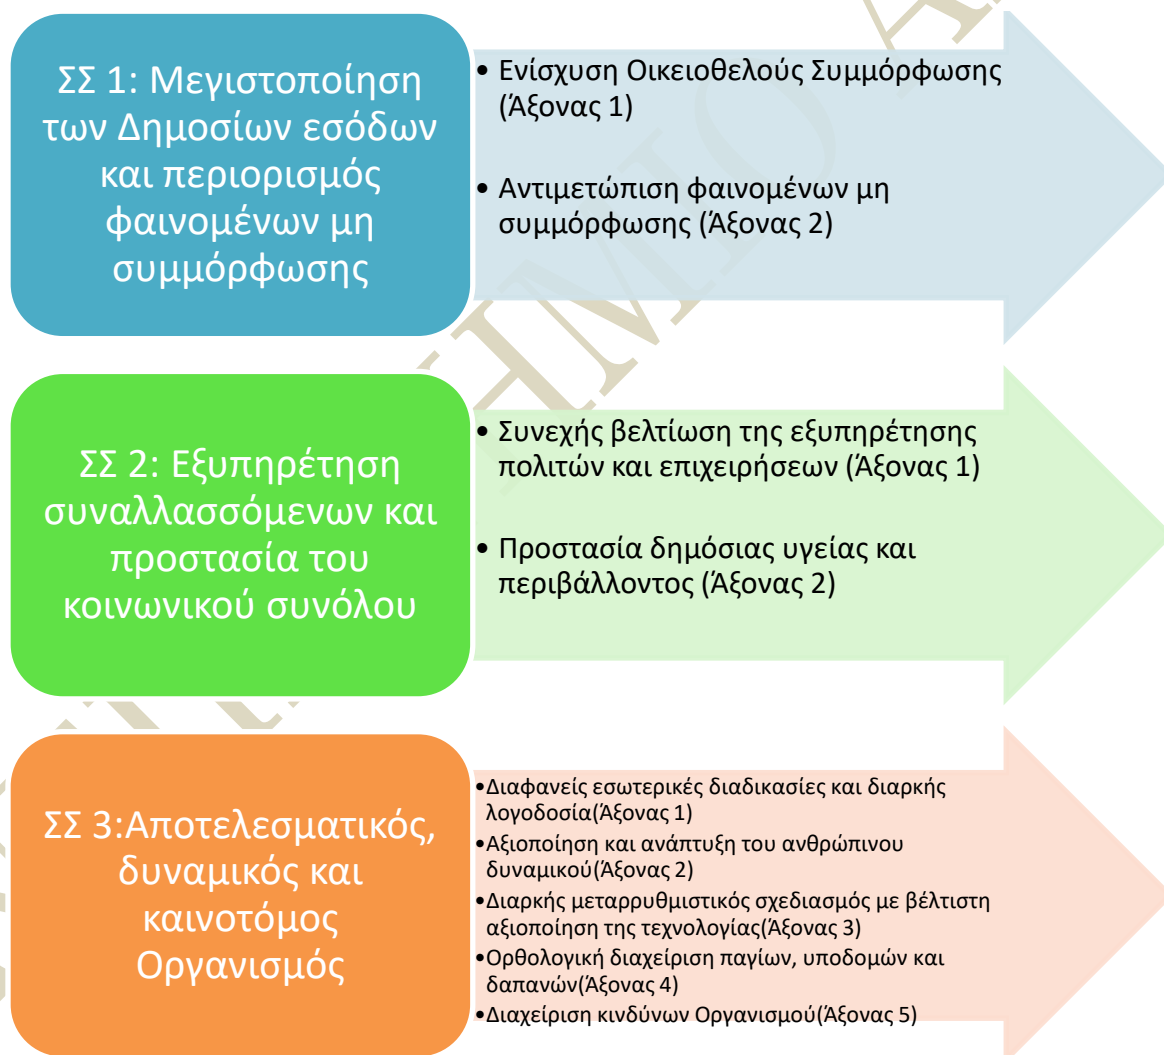 ΣΣ 1: Μεγιστοποίηση
των Δημοσίων εσόδων
και περιορισμός
φαινομένων μη
συμμόρφωσης
• Ενίσχυση Οικειοθελούς Συμμόρφωσης
(Άξονας 1)
• Αντιμετώπιση φαινομένων μη
συμμόρφωσης (Άξονας 2)
ΣΣ 2: Εξυπηρέτηση
συναλλασσόμενων και
προστασία του
κοινωνικού συνόλου
• Συνεχής βελτίωση της εξυπηρέτησης
πολιτών και επιχειρήσεων (Άξονας 1)
• Προστασία δημόσιας υγείας και
περιβάλλοντος (Άξονας 2)
ΣΣ 3:Αποτελεσματικός,
δυναμικός και
καινοτόμος
Οργανισμός
•Διαφανείς εσωτερικές διαδικασίες και διαρκής
λογοδοσία(Άξονας 1)
•Αξιοποίηση και ανάπτυξη του ανθρώπινου
δυναμικού(Άξονας 2)
•Διαρκής μεταρρυθμιστικός σχεδιασμός με βέλτιστη
αξιοποίηση της τεχνολογίας(Άξονας 3)
•Ορθολογική διαχείριση παγίων, υποδομών και
δαπανών(Άξονας 4)
•Διαχείριση κινδύνων Οργανισμού(Άξονας 5)